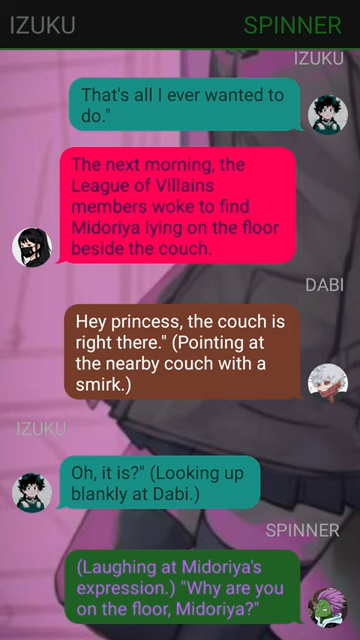 IZUKU SPINNER
IZUKU
That's all I ever wanted to
do."
The next morning, the
League of Villains
members woke to find
Midoriya lying on the floor
beside the couch.
DABI
Hey princess, the couch is
right there." (Pointing at
the nearby couch with a
smirk.)
IZUKU
Oh, it is?" (Looking up
blankly at Dabi.)
SPINNER
(Laughing at Midoriya's
expression.) "Why are you
on the floor, Midoriya?"